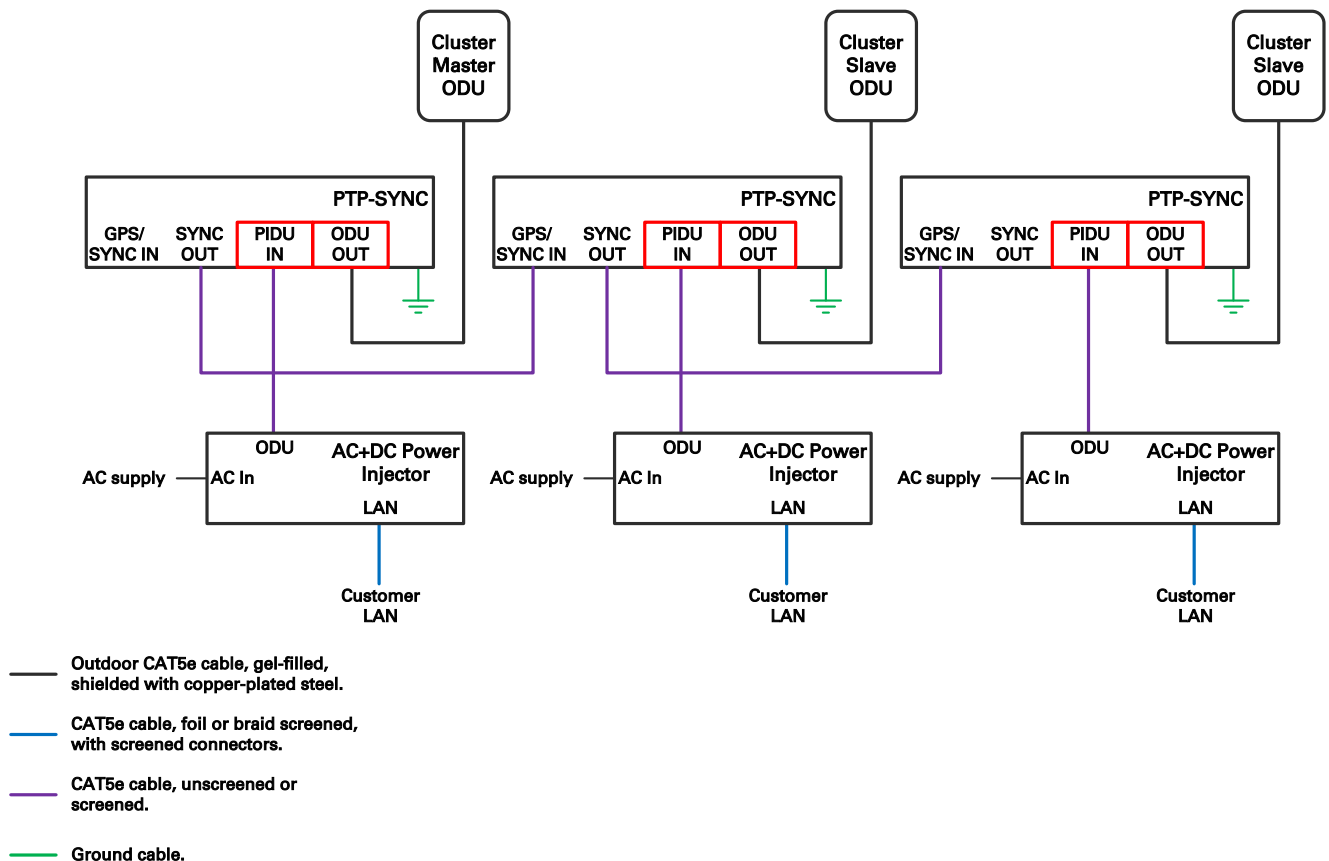 Cluster
Master
ODU
Cluster
Slave
ODU
Cluster
Slave
ODU
PTP-SYNC
GPS/
SYNC IN
SYNC
OUT
PIDU
IN
ODU
OUT
PTP-SYNC
GPS/
SYNC IN
SYNC
OUT
PIDU
IN
ODU
OUT
PTP-SYNC
GPS/
SYNC IN
SYNC
OUT
PIDU
IN
ODU
OUT
AC supply
AC In
ODU
AC+DC Power
Injector
LAN
Customer
LAN
AC supply
AC In
ODU
AC+DC Power
Injector
LAN
Customer
LAN
AC supply
AC In
ODU
AC+DC Power
Injector
LAN
Customer
LAN
Outdoor CAT5e cable, gel-filled,
shielded with copper-plated steel.
CAT5e cable, foil or braid screened,
with screened connectors.
CAT5e cable, unscreened or
screened.
Ground cable.